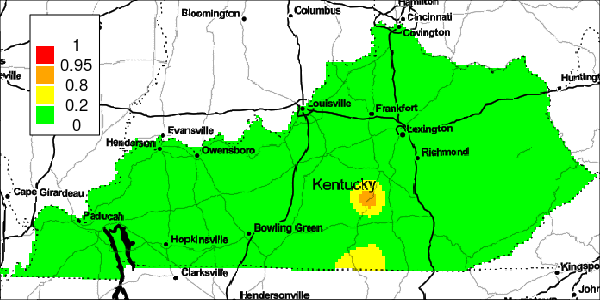 Hamilton
Bloomington
Columbus
Cincinnati
Covington
1
0.95
0.8
0.2
0
ville
Huntingt
Louisville
Frankfort
Lexington
Evansville
Henderson
Owensboro
Richmond
Kentucky
Cape Girardeau
Paducah
Bowling Green
Hopkinsville
Clarksville
Kingspo
John
Hendersonville